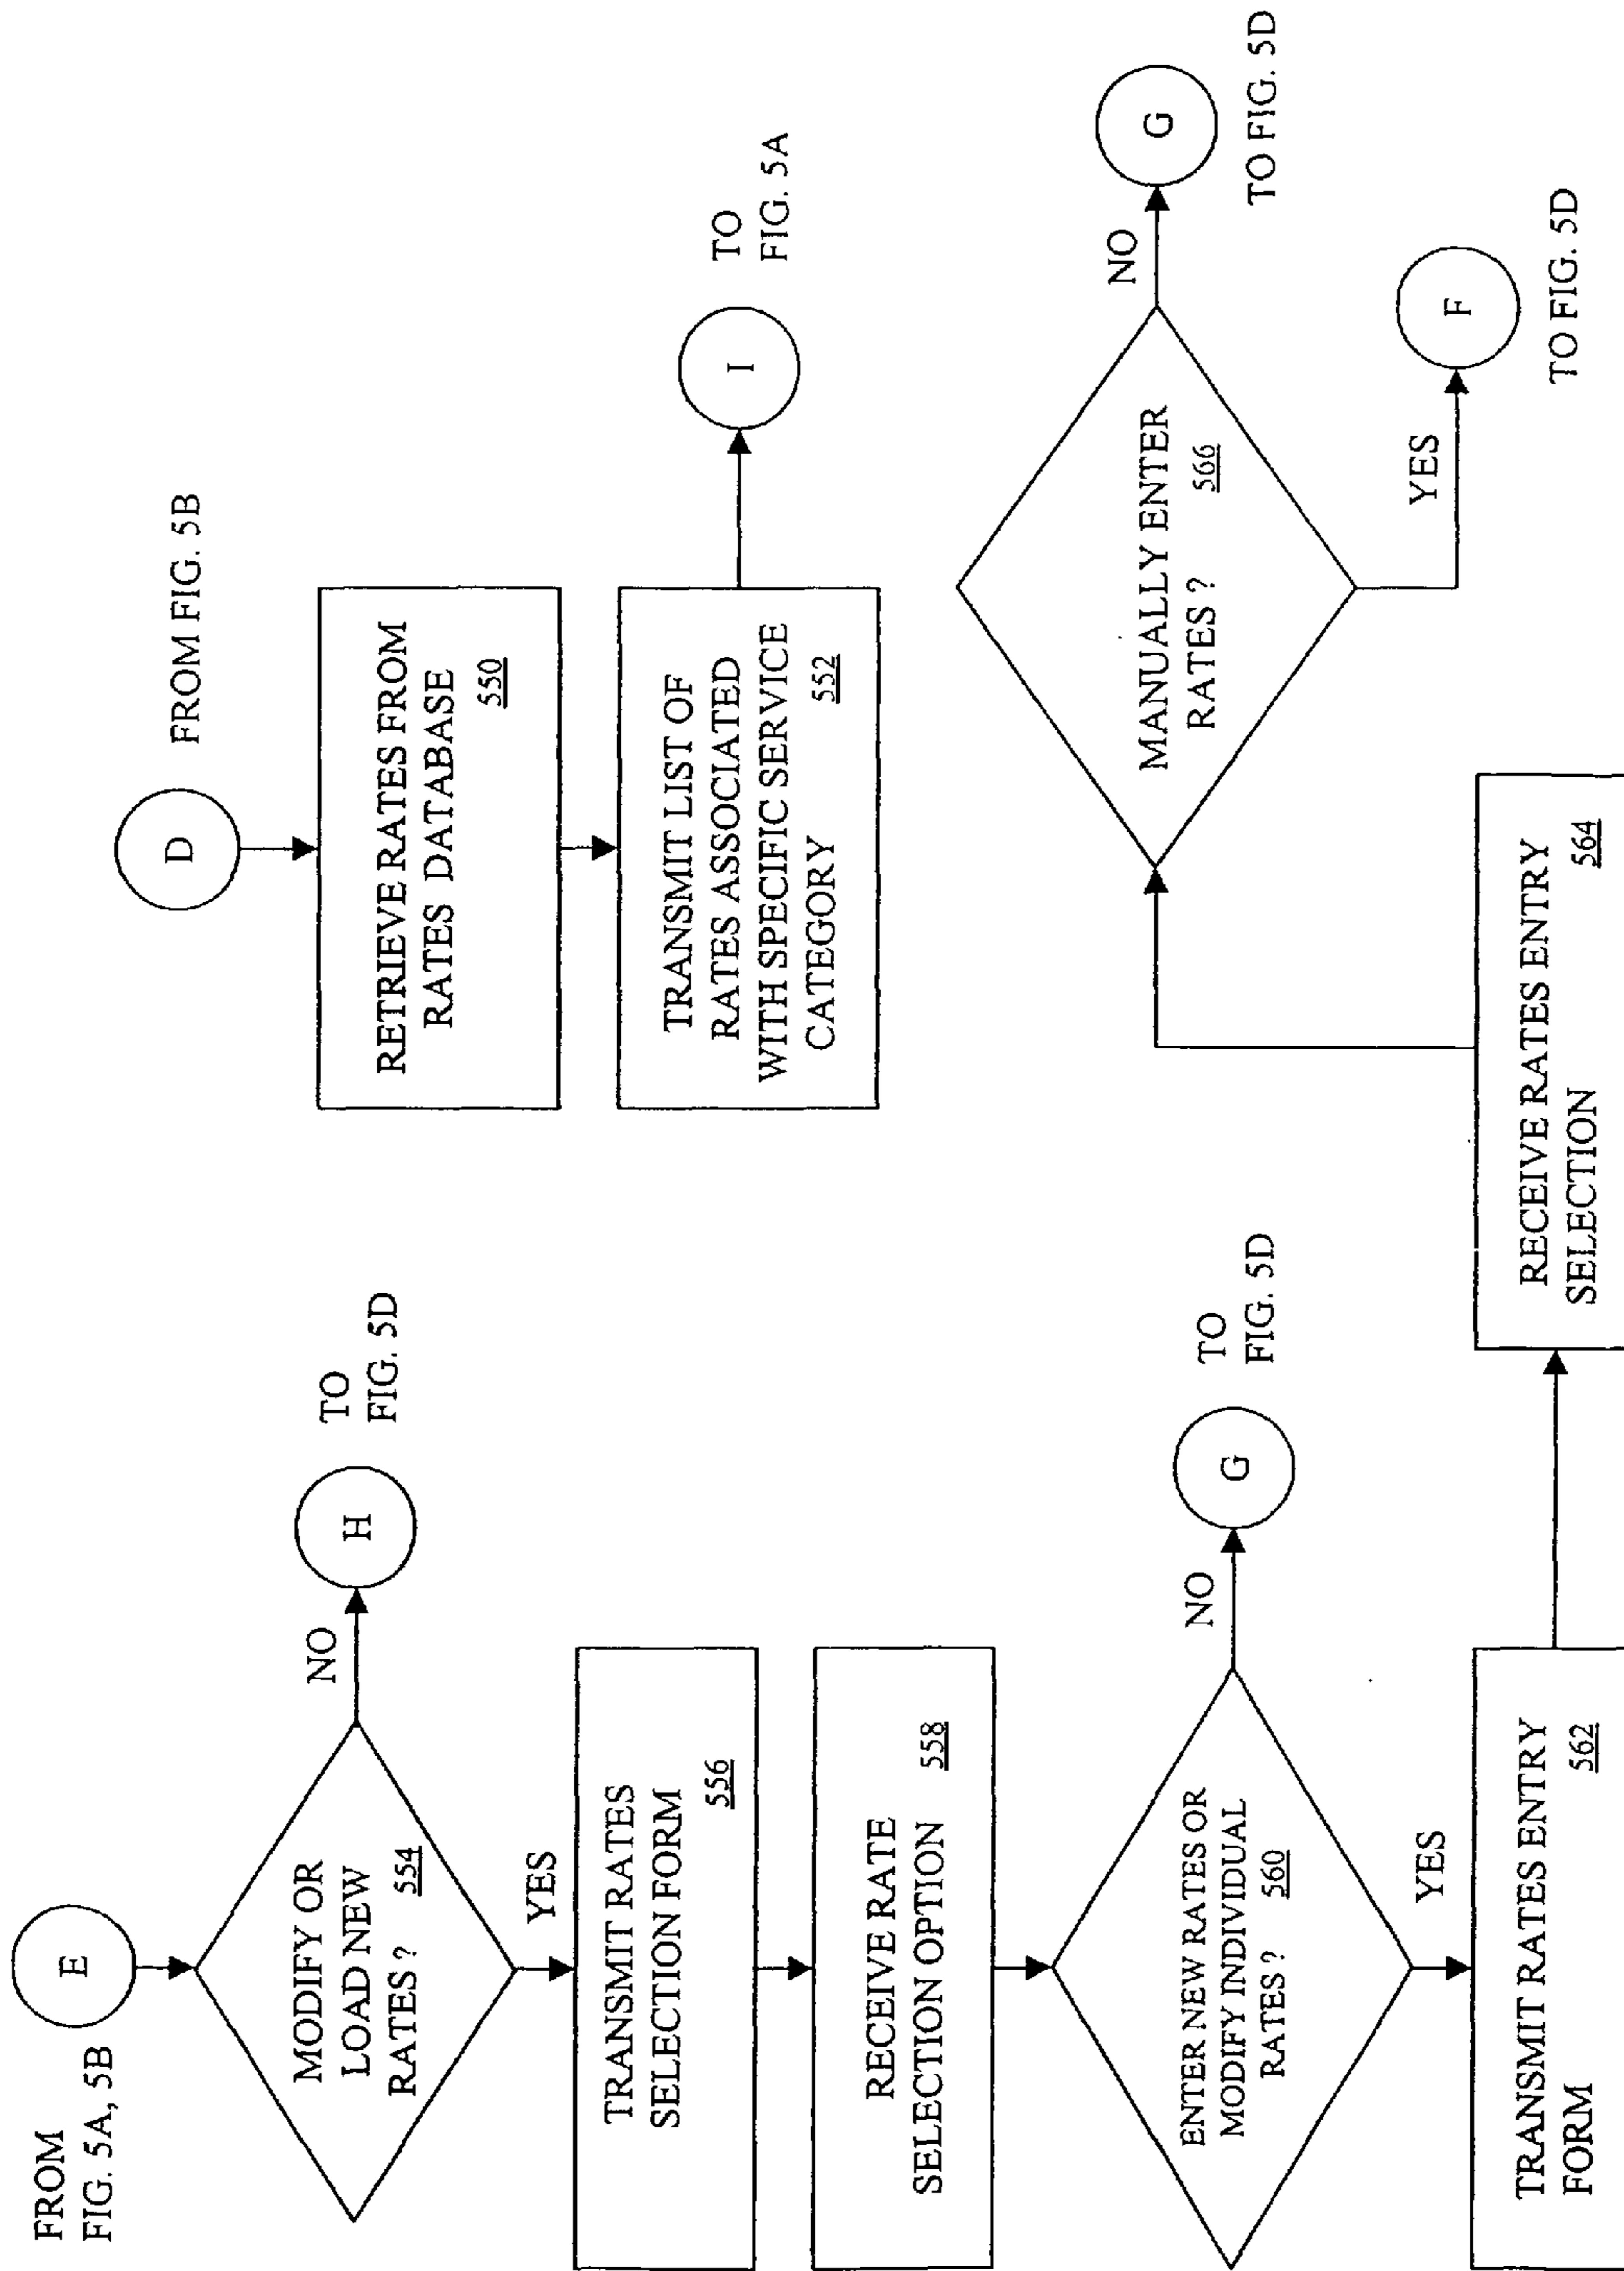 FROM
FIG. 5A, 5B
E
MODIFY OR
LOAD NEW
RATES ? 554
NO
H
TO
FIG. 5D
YES
TRANSMIT RATES
SELECTION FORM
556
RECEIVE RATE
SELECTION OPTION
558
ENTER NEW RATES OR
MODIFY INDIVIDUAL
RATES ? 560
NO
G
TO
FIG. 5D
YES
TRANSMIT RATES ENTRY
FORM
562
D
FROM FIG. 5B
RETRIEVE RATES FROM
RATES DATABASE
550
TRANSMIT LIST OF
RATES ASSOCIATED
WITH SPECIFIC SERVICE
CATEGORY
552
I
TO
FIG. 5A
RECEIVE RATES ENTRY
SELECTION
564
MANUALLY ENTER
RATES ? 566
NO
G
TO FIG. 5D
YES
F
TO FIG. 5D